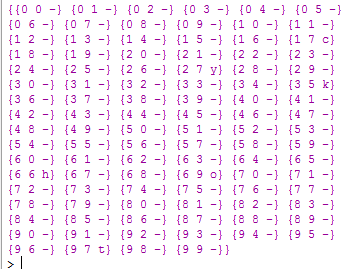 {{0 0 -} {0 1 -} {0 2 -} {0 3 -} {0 4 -} {0 5 -}
{0 6 -} {0 7 -} {0 8 -} {0 9 -} {1 0 -} {1 1 -}
{1 2 -} {1 3 -} {1 4 -} {1 5 -} {1 6 -} {1 7 c}
{1 8 -} {1 9 -} {2 0 -} {2 1 -} {2 2 -} {2 3 -}
{2 4 -} {2 5 -} {2 6 -} {2 7 y} {2 8 -} {2 9 -}
{3 0 -} {3 1 -} {3 2 -} {3 3 -} {3 4 -} {3 5 k}
{3 6 -} {3 7 -} {3 8 -} {3 9 -} {4 0 -} {4 1 -}
{4 2 -} {4 3 -} {4 4 -} {4 5 -} {4 6 -} {4 7 -}
{4 8 -} {4 9 -} {5 0 -} {5 1 -} {5 2 -} {5 3 -}
{5 4 -} {5 5 -} {5 6 -} {5 7 -} {5 8 -} {5 9 -}
{6 0 -} {6 1 -} {6 2 -} {6 3 -} {6 4 -} {6 5 -}
{6 6 h} {6 7 -} {6 8 -} {6 9 o} {7 0 -} {7 1 -}
{7 2 -} {7 3 -} {7 4 -} {7 5 -} {7 6 -} {7 7 -}
{7 8 -} {7 9 -} {8 0 -} {8 1 -} {8 2 -} {8 3 -}
{8 4 -} {8 5 -} {8 6 -} {8 7 -} {8 8 -} {8 9 -}
{9 0 -} {9 1 -} {9 2 -} {9 3 -} {9 4 -} {9 5 -}
{9 6 -} {9 7 t} {9 8 -} {9 9 -}}
>